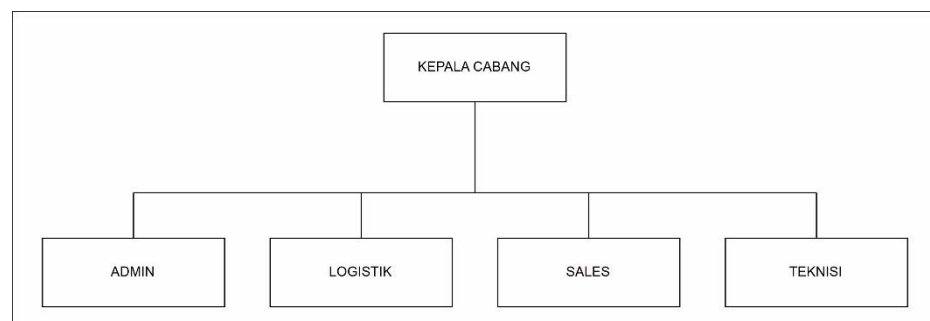 KEPALA CABANG
ADMIN
LOGISTIK
SALES
TEKNISI